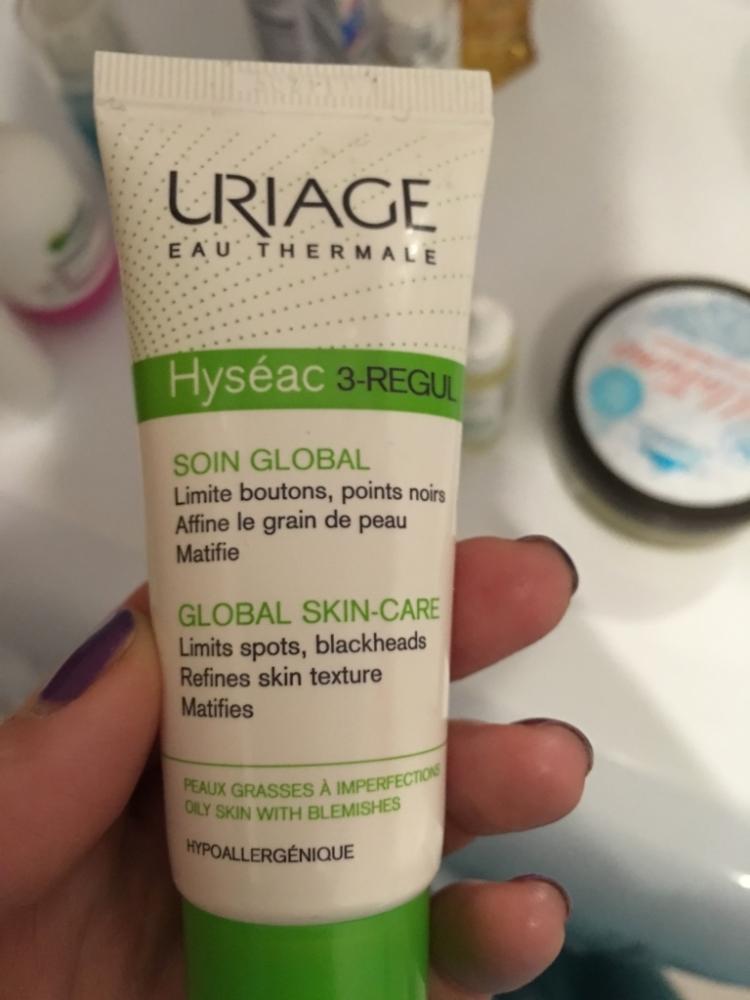 URIAGE
EAU THERMALE
Hyséac 3-REGUL
SOIN GLOBAL
Limite boutons, points noirs
Affine le grain de peau
Matifie
GLOBAL SKIN-CARE
Limits spots, blackheads
Refines skin texture
Matifies
PEAUX GRASSES À IMPERFECTIONS
OILY SKIN WITH BLEMISHES
HYPOALLERGÉNIQUE